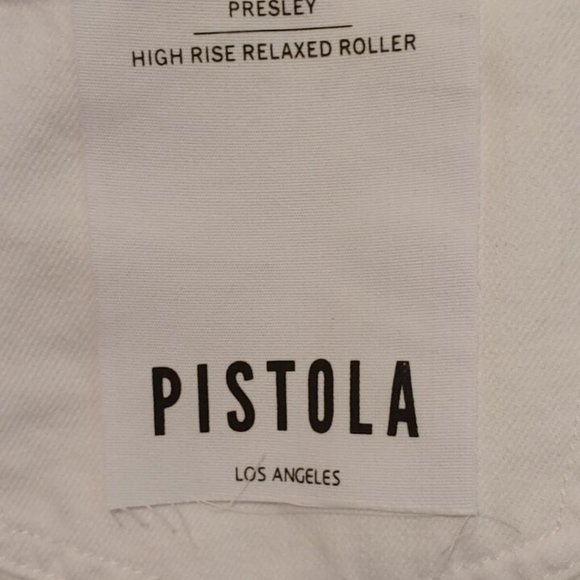 PRESLEY
HIGH RISE RELAXED ROLLER
PISTOLA
LOS ANGELES